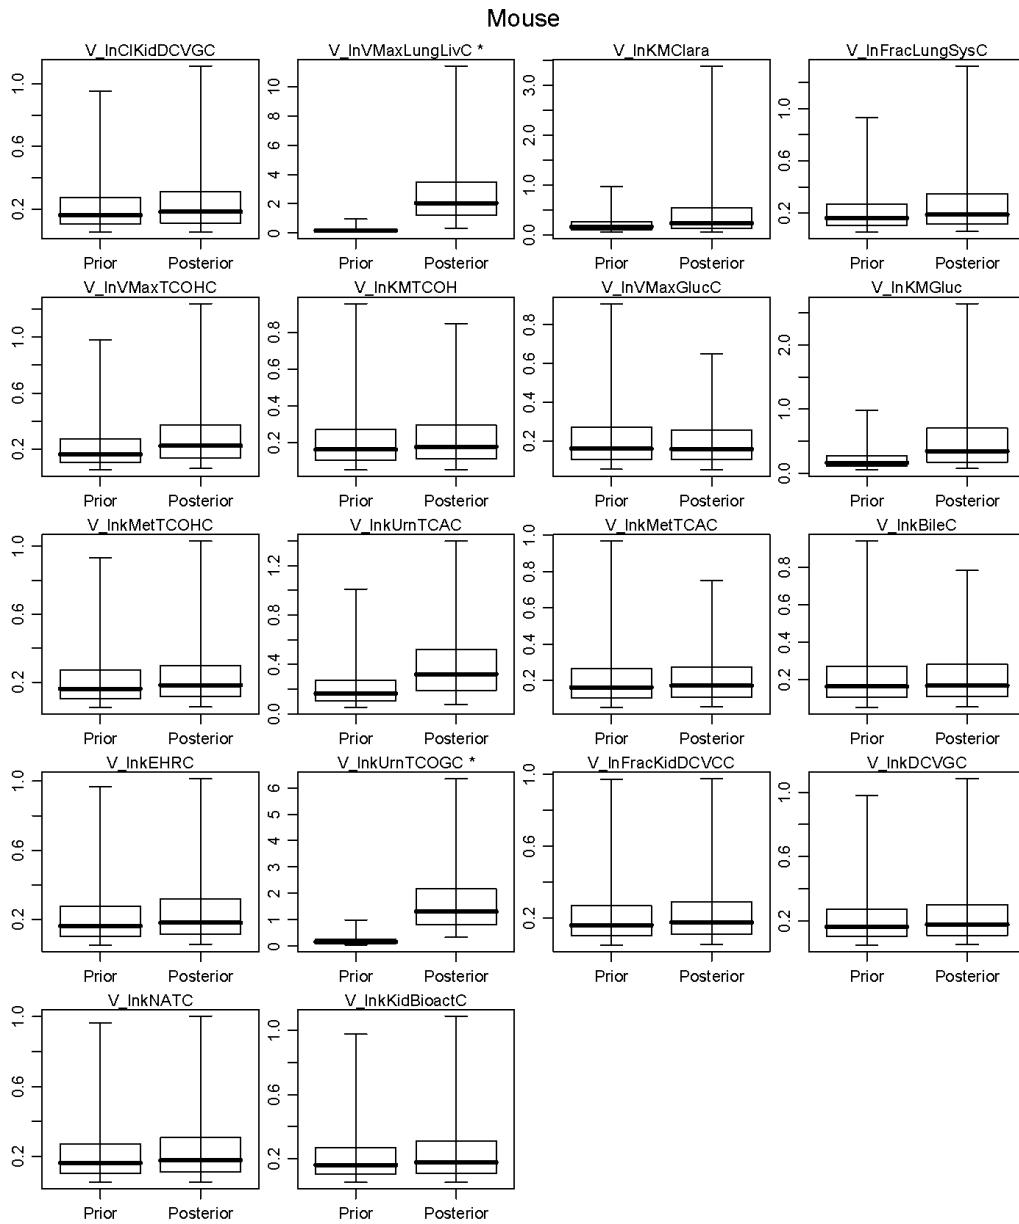 Mouse
V_lnClKidDCVGC
V_lnVMaxLungLivC *
V_lnKMClara
V_lnFracLungSysC
0.2 0.6 1.0
0 2 4 6 8 10
0.0 1.0 2.0 3.0
0.2 0.6 1.0
Prior Posterior
Prior Posterior
Prior Posterior
Prior Posterior
V_lnVMaxTCOHC
V_lnKMTCOH
V_lnVMaxGlucC
V_lnKMGluc
0.2 0.6 1.0
0.2 0.4 0.6 0.8
0.2 0.4 0.6 0.8
0.0 1.0 2.0
Prior Posterior
Prior Posterior
Prior Posterior
Prior Posterior
V_lnkMetTCOHC
V_lnkUrnTCAC
V_lnkMetTCAC
V_lnkBileC
0.2 0.6 1.0
0.0 0.4 0.8 1.2
0.2 0.4 0.6 0.8 1.0
0.2 0.4 0.6 0.8
Prior Posterior
Prior Posterior
Prior Posterior
Prior Posterior
V_lnkEHRC
V_lnkUrnTCOGC *
V_lnFracKidDCVCC
V_lnkDCVGC
0.2 0.6 1.0
0 1 2 3 4 5 6
0.2 0.6 1.0
0.2 0.6 1.0
Prior Posterior
Prior Posterior
Prior Posterior
Prior Posterior
V_lnkNATC
V_lnkKidBioactC
0.2 0.6 1.0
0.2 0.6 1.0
Prior Posterior
Prior Posterior